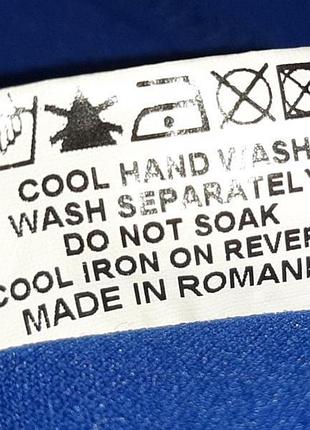 COOL HAND WASH
WASH SEPARATELY
DO NOT SOAK
COOL IRON ON REVER
MADE IN ROMAN